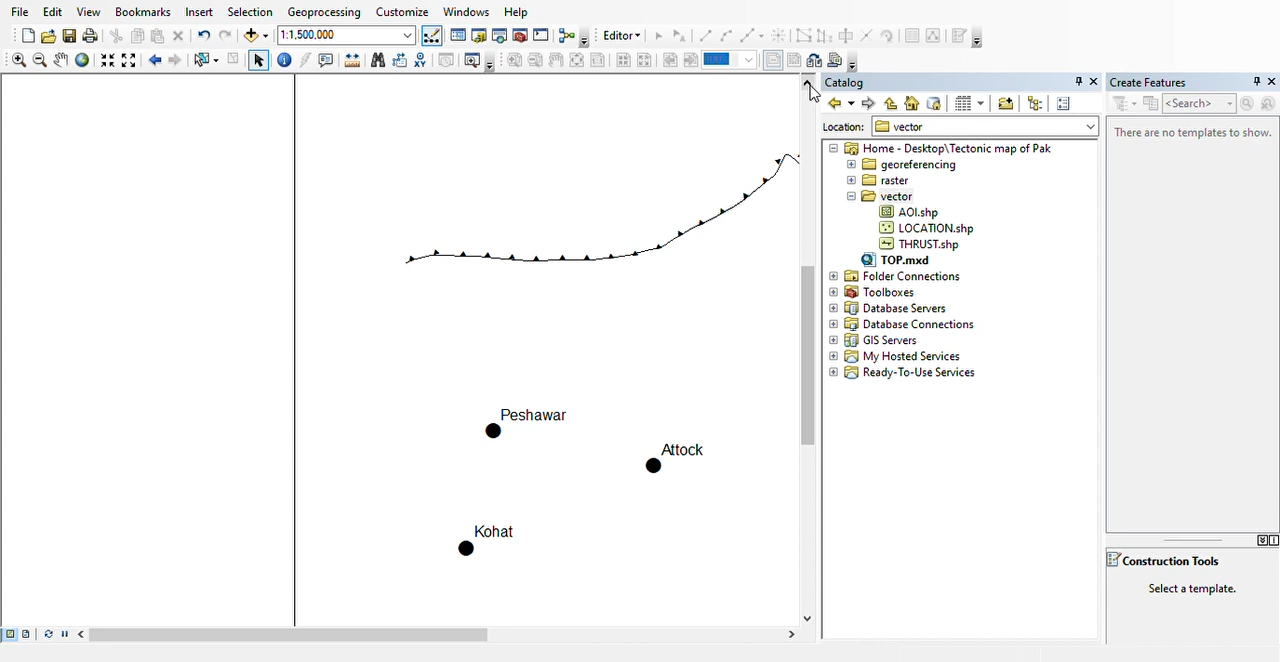 File Edit View Bookmarks Insert Selection Geoprocessing Customize Windows Help
1:1,500,000 Editor
Catalog
Location: vector
Home - Desktop\Tectonic map of Pak
georeferencing
raster
vector
AOI.shp
LOCATION.shp
THRUST.shp
TOP.mxd
Folder Connections
Toolboxes
Database Servers
Database Connections
GIS Servers
My Hosted Services
Ready-To-Use Services
Create Features
<Search>
There are no templates to show.
Construction Tools
Select a template.
Peshawar
Attock
Kohat